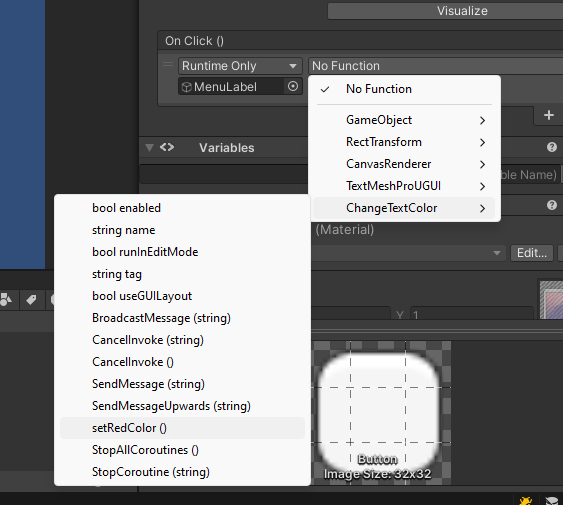 Visualize
On Click ()
Runtime Only
No Function
MenuLabel
No Function
GameObject
RectTransform
CanvasRenderer
TextMeshProUGUI
ChangeTextColor
Variables
ble Name)
(Material)
Edit...
Y 1
bool enabled
string name
bool runInEditMode
string tag
bool useGUILayout
BroadcastMessage (string)
CancelInvoke (string)
CancelInvoke ()
SendMessage (string)
SendMessageUpwards (string)
setRedColor ()
StopAllCoroutines ()
StopCoroutine (string)
Button
Image Size: 32x32